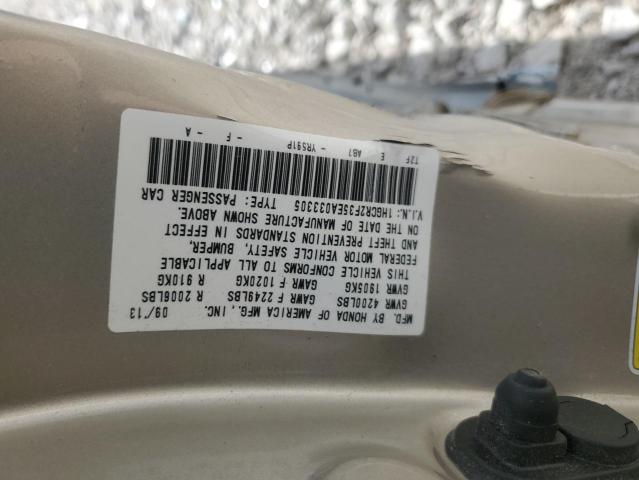 MFD. BY HONDA OF AMERICA MFG., INC. 09/13
GVWR 4200LBS GAWR F 2249LBS R 2006LBS
GVWR 1905KG GAWR F 1020KG R 910KG
THIS VEHICLE CONFORMS TO ALL APPLICABLE
FEDERAL MOTOR VEHICLE SAFETY, BUMPER,
AND THEFT PREVENTION STANDARDS IN EFFECT
ON THE DATE OF MANUFACTURE SHOWN ABOVE.
V.I.N.: 1HGCR2F35EA033305 TYPE: PASSENGER CAR
T2F E AB7 - YR591P - F - A